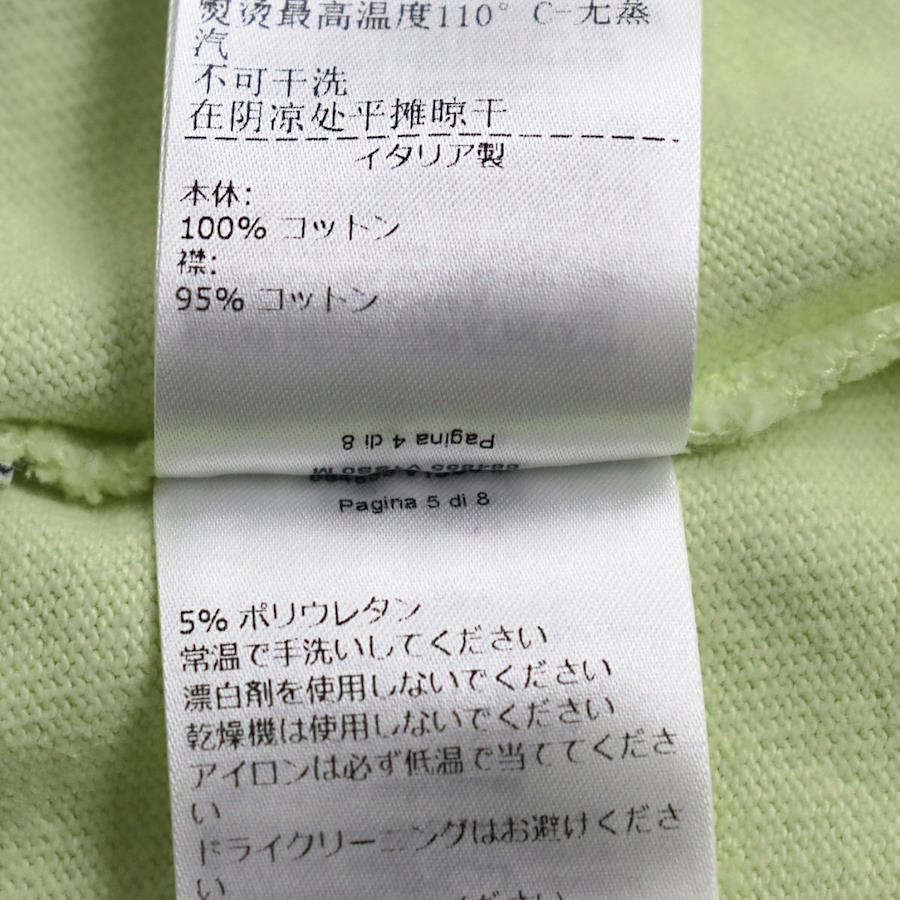 熨烫最高温度110° C-无蒸
汽
不可干洗
在阴凉处平摊晾干
イタリア製
本体:
100% コットン
襟:
95% コットン
Pagina 4 di 8
Pagina 5 di 8
5% ポリウレタン
常温で手洗いしてください
漂白剤を使用しないでください
乾燥機は使用しないでください
アイロンは必ず低温で当ててくださ
い
ドライクリーニングはお避けくださ
い
ください